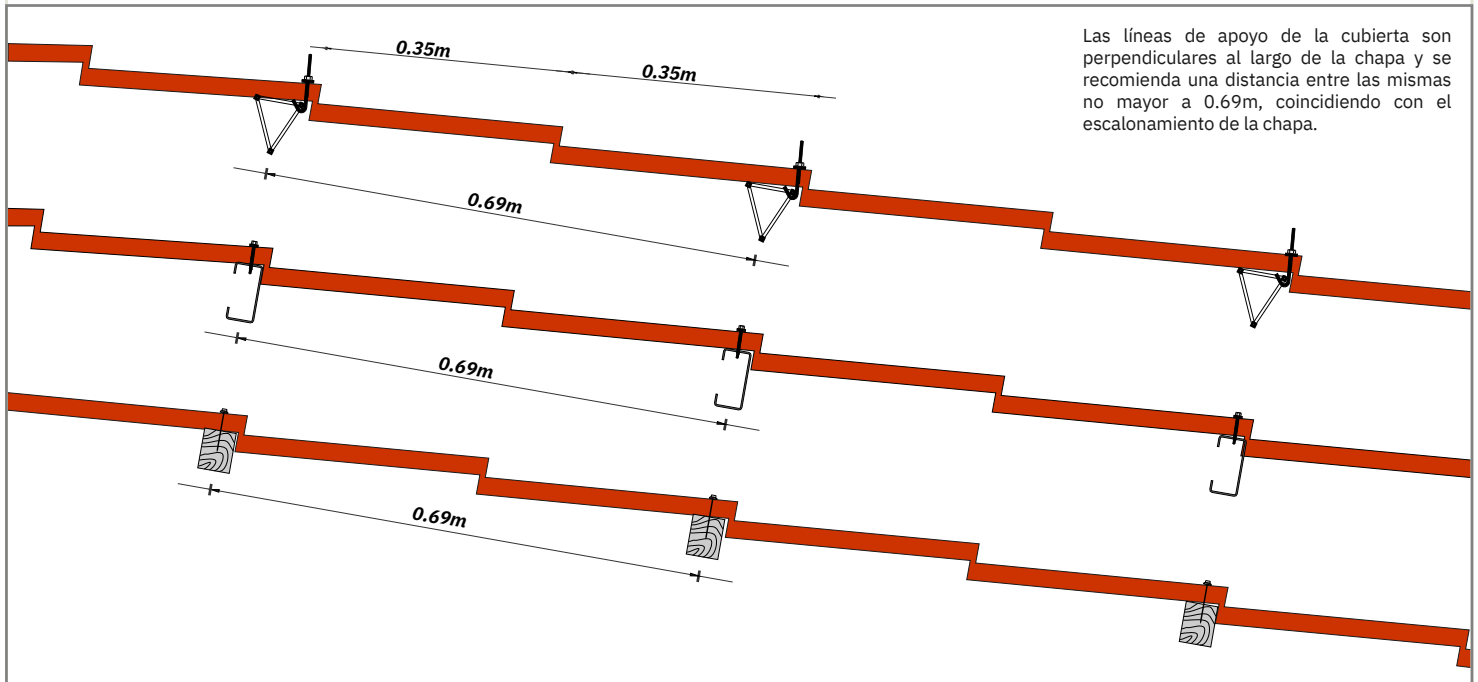 Las líneas de apoyo de la cubierta son
perpendiculares al largo de la chapa y se
recomienda una distancia entre las mismas
no mayor a 0.69m, coincidiendo con el
escalonamiento de la chapa.
0.35m
0.35m
0.69m
0.69m
0.69m